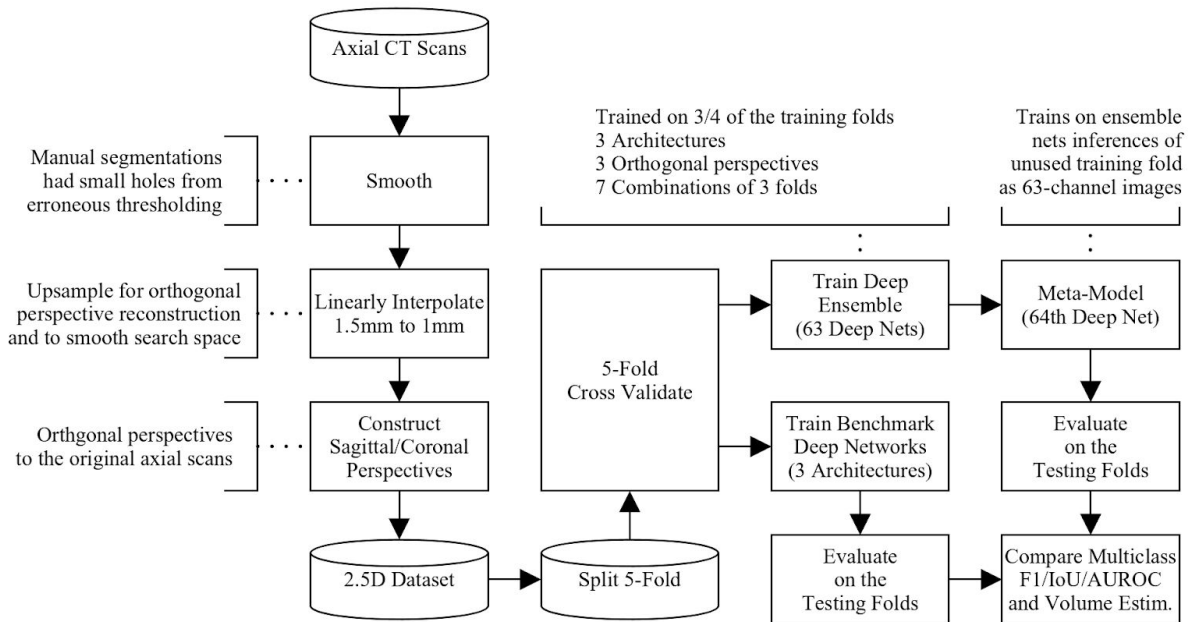 Axial CT Scans
Manual segmentations
had small holes from
erroneous thresholding
Smooth
Upsample for orthogonal
perspective reconstruction
and to smooth search space
Linearly Interpolate
1.5mm to 1mm
Orthgonal perspectives
to the original axial scans
Construct
Sagittal/Coronal
Perspectives
2.5D Dataset
Split 5-Fold
5-Fold
Cross Validate
Trained on 3/4 of the training folds
3 Architectures
3 Orthogonal perspectives
7 Combinations of 3 folds
Train Deep
Ensemble
(63 Deep Nets)
Trains on ensemble
nets inferences of
unused training fold
as 63-channel images
Meta-Model
(64th Deep Net)
Train Benchmark
Deep Networks
(3 Architectures)
Evaluate
on the
Testing Folds
Evaluate
on the
Testing Folds
Compare Multiclass
F1/IoU/AUROC
and Volume Estim.